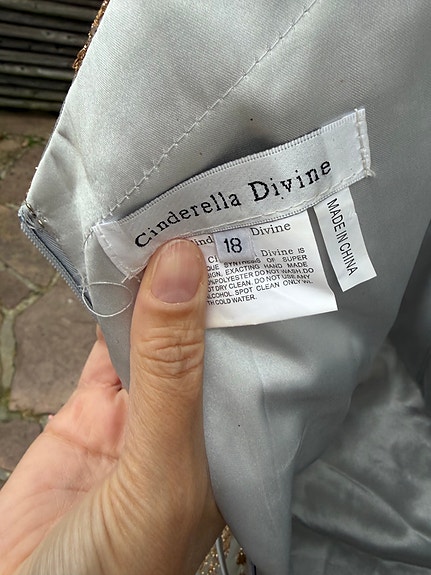 Cinderella Divine
Divine
18
MADE IN CHINA
IS
SYNTHESIS OF SUPER
EXACTING HAND MADE
POLYESTER DO NOT WASH DO
DRY CLEAN. DO NOT USE ANY
ALCOHOL. SPOT CLEAN ONLY
COLD WATER.